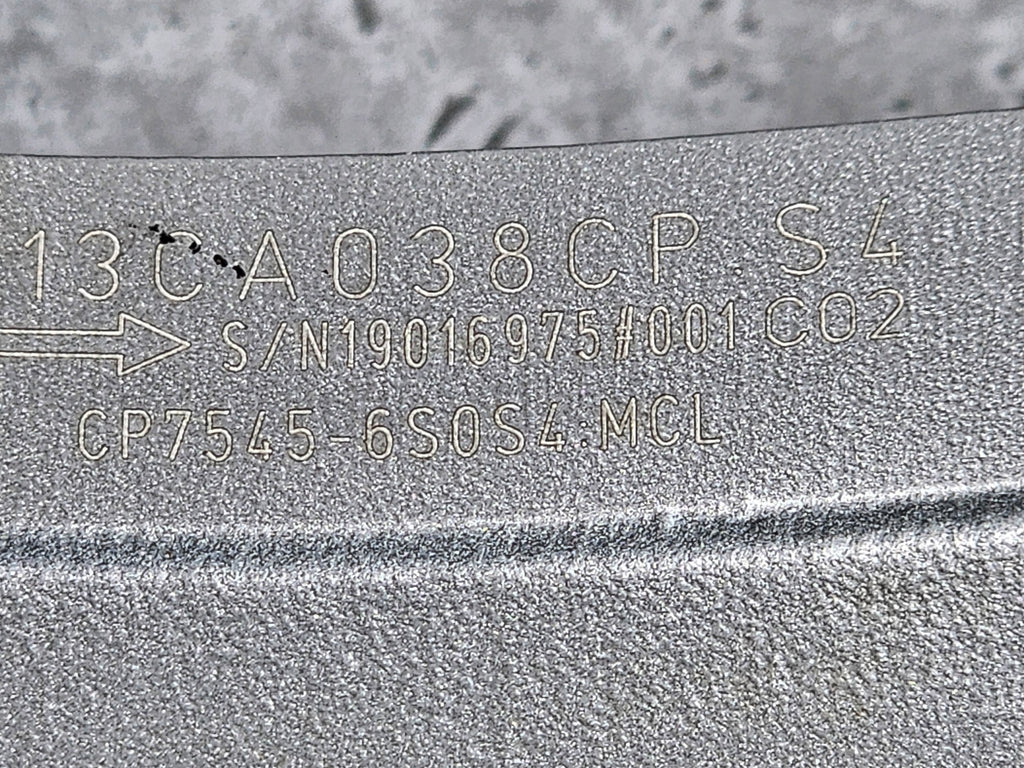 13CA038CP S4
S/N19016975#001 C02
CP7545-6S0S4 MCL